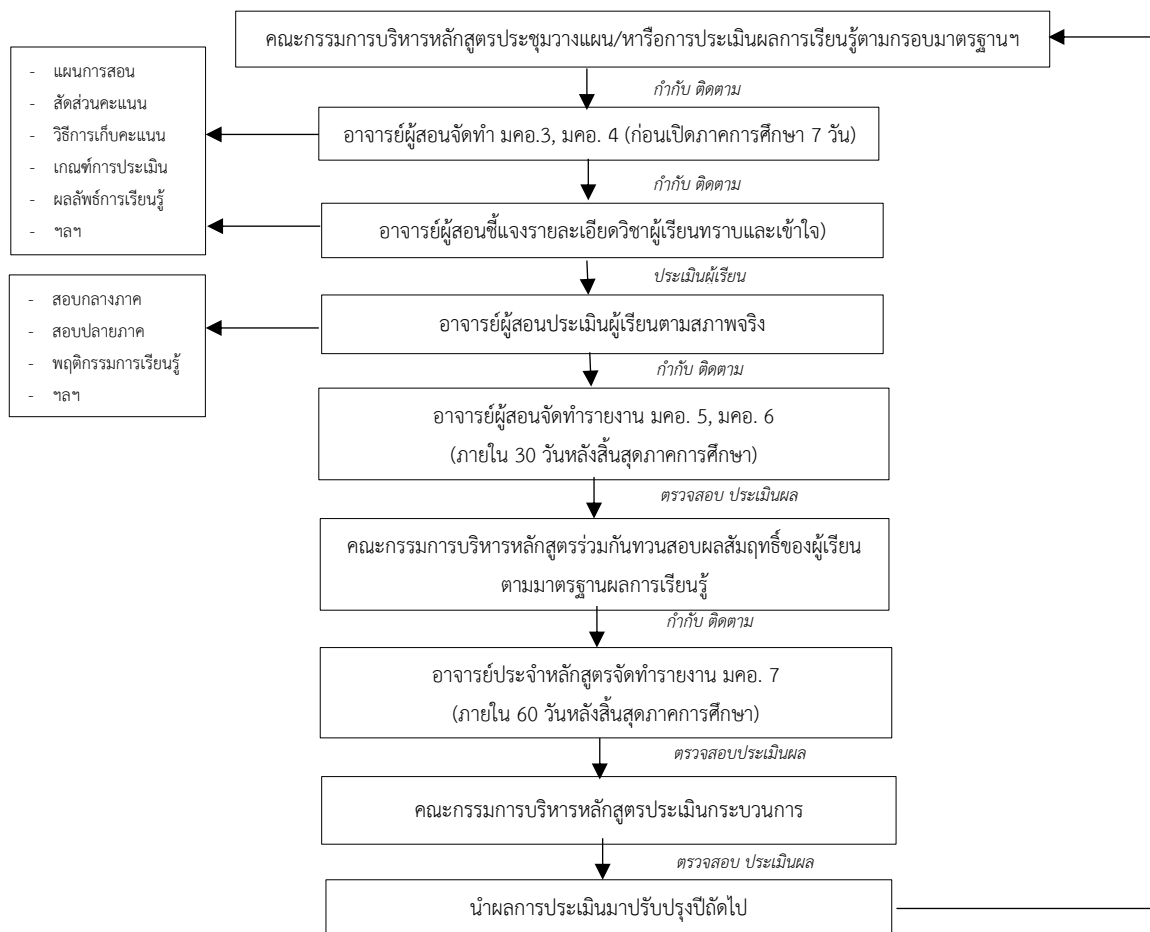 คณะกรรมการบริหารหลักสูตรประชุมวางแผน/หารือการประเมินผลการเรียนรู้ตามกรอบมาตรฐานฯ
- แผนการสอน
- สัดส่วนคะแนน
- วิธีการเก็บคะแนน
- เกณฑ์การประเมิน
- ผลลัพธ์การเรียนรู้
- ฯลฯ
กำกับ ติดตาม
อาจารย์ผู้สอนจัดทำ มคอ.3, มคอ. 4 (ก่อนเปิดภาคการศึกษา 7 วัน)
กำกับ ติดตาม
อาจารย์ผู้สอนชี้แจงรายละเอียดวิชาผู้เรียนทราบและเข้าใจ)
ประเมินผู้เรียน
- สอบกลางภาค
- สอบปลายภาค
- พฤติกรรมการเรียนรู้
- ฯลฯ
อาจารย์ผู้สอนประเมินผู้เรียนตามสภาพจริง
กำกับ ติดตาม
อาจารย์ผู้สอนจัดทำรายงาน มคอ. 5, มคอ. 6
(ภายใน 30 วันหลังสิ้นสุดภาคการศึกษา)
ตรวจสอบ ประเมินผล
คณะกรรมการบริหารหลักสูตรร่วมกันทวนสอบผลสัมฤทธิ์ของผู้เรียน
ตามมาตรฐานผลการเรียนรู้
กำกับ ติดตาม
อาจารย์ประจำหลักสูตรจัดทำรายงาน มคอ. 7
(ภายใน 60 วันหลังสิ้นสุดภาคการศึกษา)
ตรวจสอบประเมินผล
คณะกรรมการบริหารหลักสูตรประเมินกระบวนการ
ตรวจสอบ ประเมินผล
นำผลการประเมินมาปรับปรุงปีถัดไป